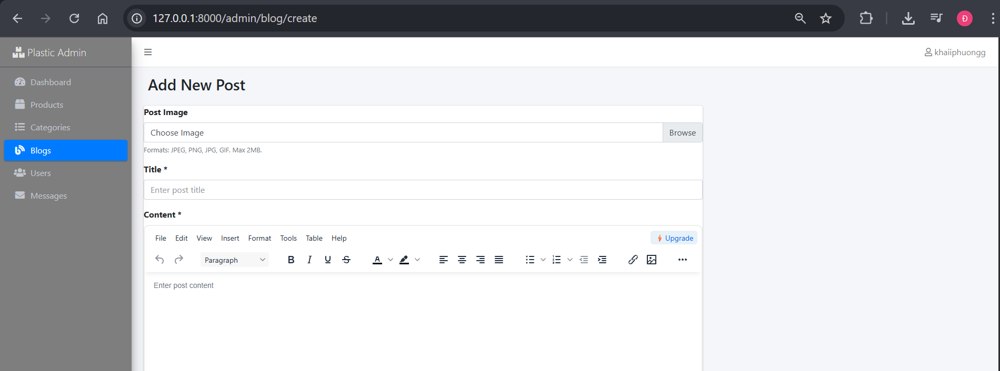 127.0.0.1:8000/admin/blog/create
Đ
Plastic Admin
khaiiphuongg
Dashboard
Products
Categories
Blogs
Users
Messages
Add New Post
Post Image
Choose Image Browse
Formats: JPEG, PNG, JPG, GIF. Max 2MB.
Title *
Enter post title
Content *
File Edit View Insert Format Tools Table Help Upgrade
Paragraph B I U S A
Enter post content